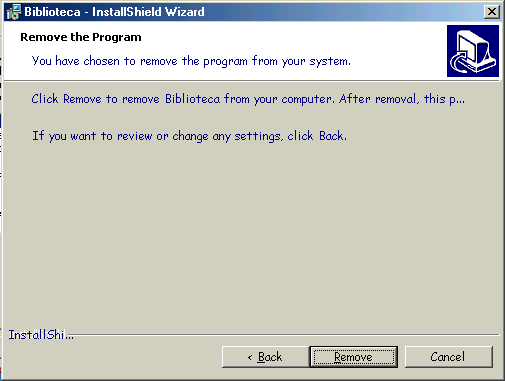 Biblioteca - InstallShield Wizard
Remove the Program
You have chosen to remove the program from your system.
Click Remove to remove Biblioteca from your computer. After removal, this p...
If you want to review or change any settings, click Back.
InstallShi...
< Back Remove Cancel